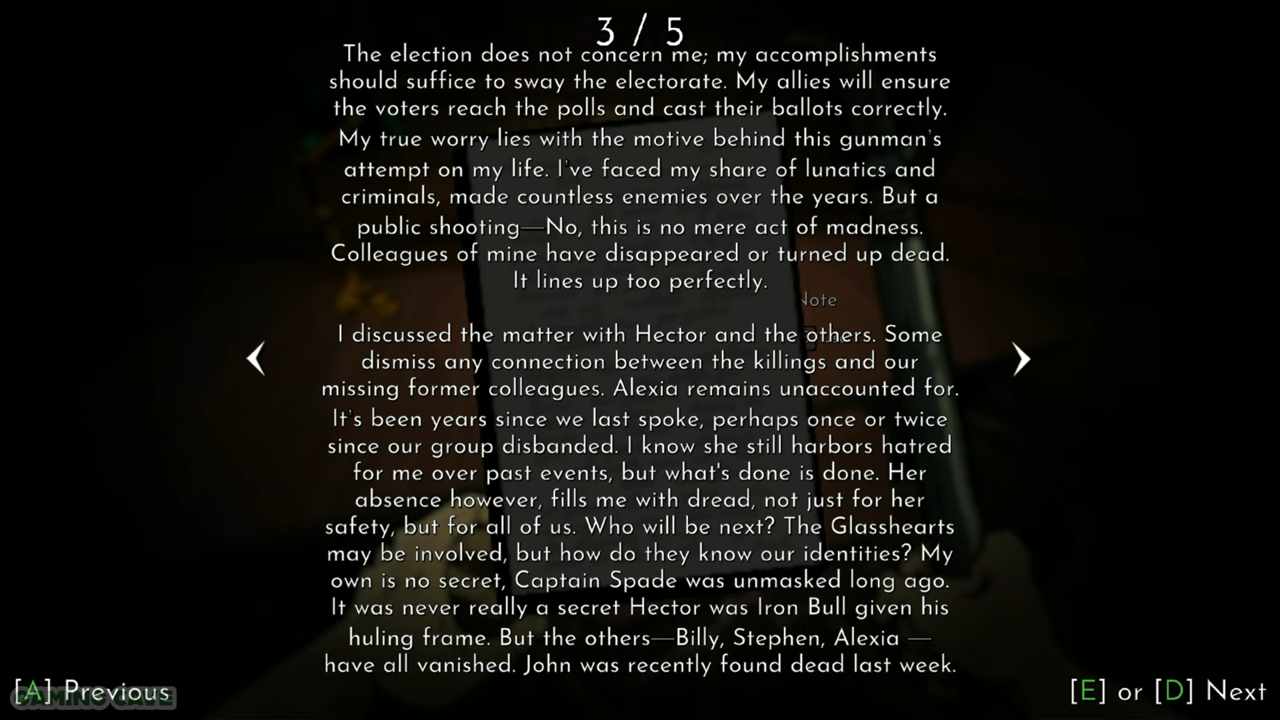 3 / 5
The election does not concern me; my accomplishments
should suffice to sway the electorate. My allies will ensure
the voters reach the polls and cast their ballots correctly.
My true worry lies with the motive behind this gunman's
attempt on my life. I've faced my share of lunatics and
criminals, made countless enemies over the years. But a
public shooting—No, this is no mere act of madness.
Colleagues of mine have disappeared or turned up dead.
It lines up too perfectly.
Note
I discussed the matter with Hector and the others. Some
dismiss any connection between the killings and our
missing former colleagues. Alexia remains unaccounted for.
It's been years since we last spoke, perhaps once or twice
since our group disbanded. I know she still harbors hatred
for me over past events, but what's done is done. Her
absence however, fills me with dread, not just for her
safety, but for all of us. Who will be next? The Glasshearts
may be involved, but how do they know our identities? My
own is no secret, Captain Spade was unmasked long ago.
It was never really a secret Hector was Iron Bull given his
huling frame. But the others—Billy, Stephen, Alexia —
have all vanished. John was recently found dead last week.
[A] Previous
GAMING CAVE
[E] or [D] Next